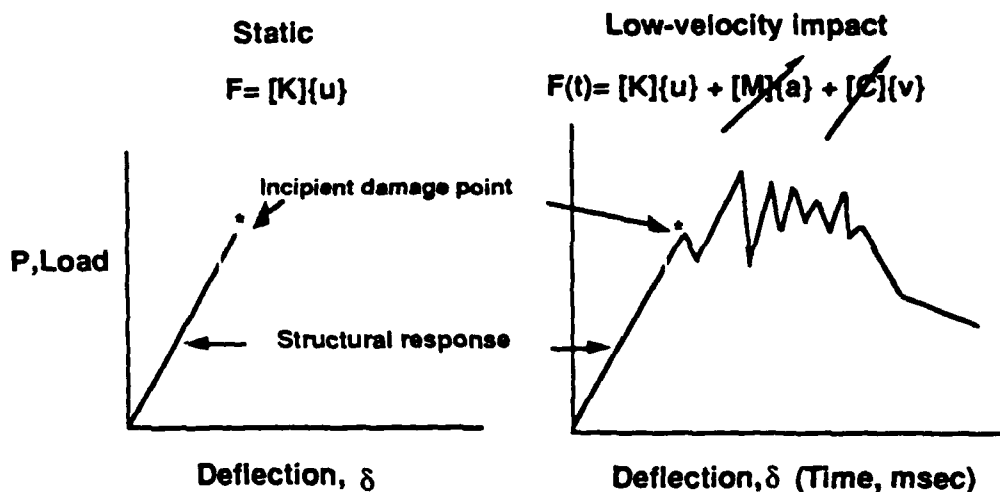 Static
F= [K]{u}
Low-velocity impact
F(t)= [K]{u} + [M]{a} + [C]{v}
Incipient damage point
*
*
P,Load
Structural response
Deflection, δ
Deflection,δ (Time, msec)